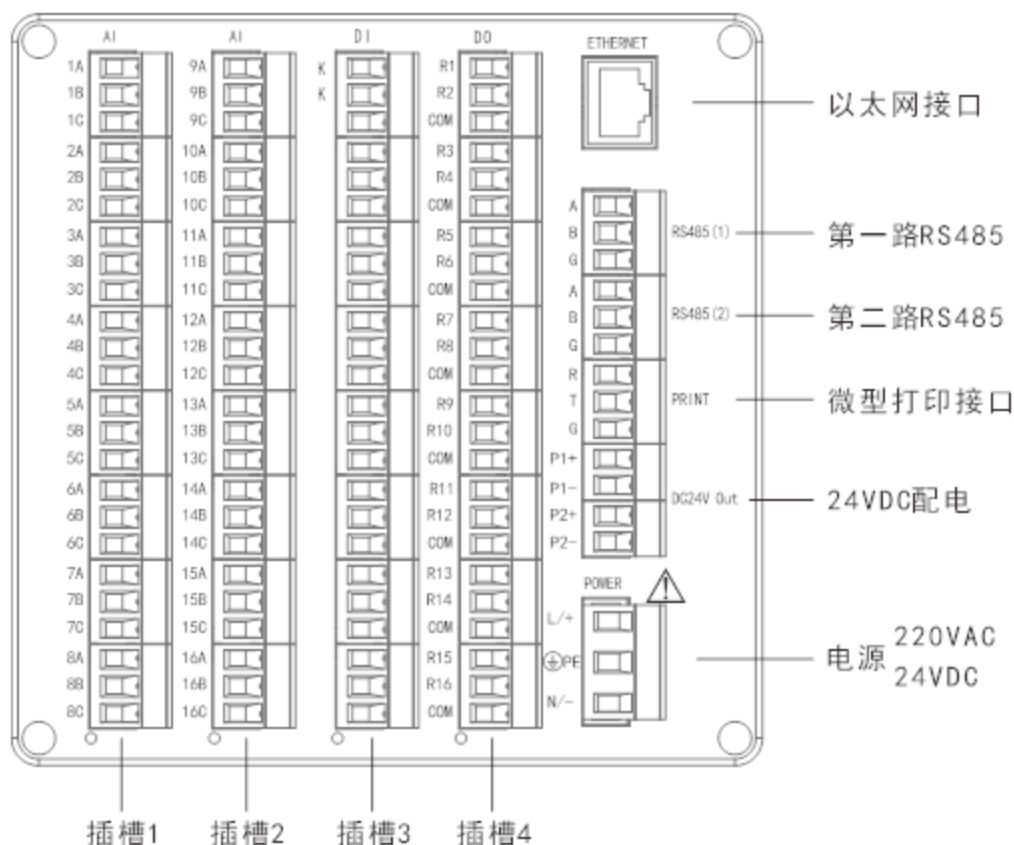 AI
1A
1B
1C
2A
2B
2C
3A
3B
3C
4A
4B
4C
5A
5B
5C
6A
6B
6C
7A
7B
7C
8A
8B
8C
插槽1
AI
9A
9B
9C
10A
10B
10C
11A
11B
11C
12A
12B
12C
13A
13B
13C
14A
14B
14C
15A
15B
15C
16A
16B
16C
插槽2
DI
K
K
插槽3
DO
R1
R2
COM
R3
R4
COM
R5
R6
COM
R7
R8
COM
R9
R10
COM
R11
R12
COM
R13
R14
COM
R15
R16
COM
插槽4
ETHERNET
以太网接口
A
B
G
RS485(1)
第一路RS485
A
B
G
RS485(2)
第二路RS485
R
T
G
PRINT
微型打印接口
P1+
P1-
P2+
P2-
DC24V Out
24VDC配电
POWER
L/+
PE
N/-
电源
220VAC
24VDC